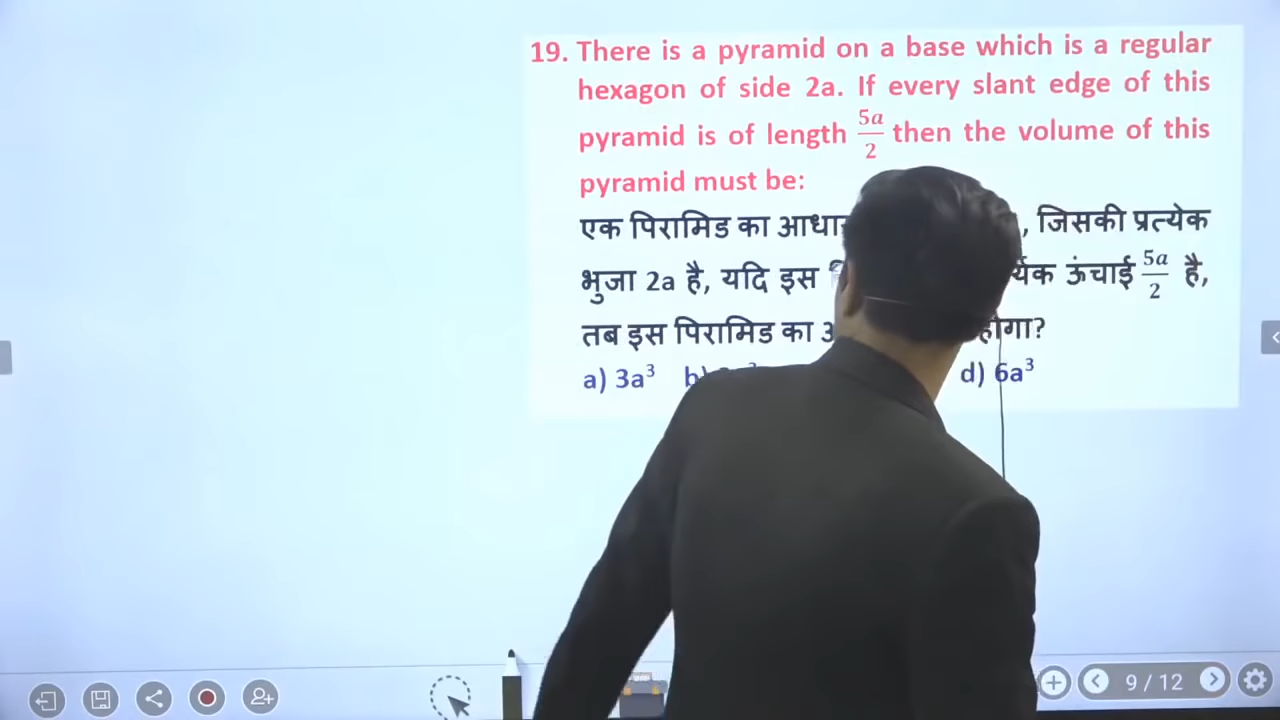 19. There is a pyramid on a base which is a regular
hexagon of side 2a. If every slant edge of this
pyramid is of length 5a/2 then the volume of this
pyramid must be:
एक पिरामिड का , जिसकी प्रत्येक
भुजा 2a है, यदि इस ऊंचाई 5a/2 है,
तब इस पिरामिड का होगा?
a) 3a³ d) 6a³
9 / 12